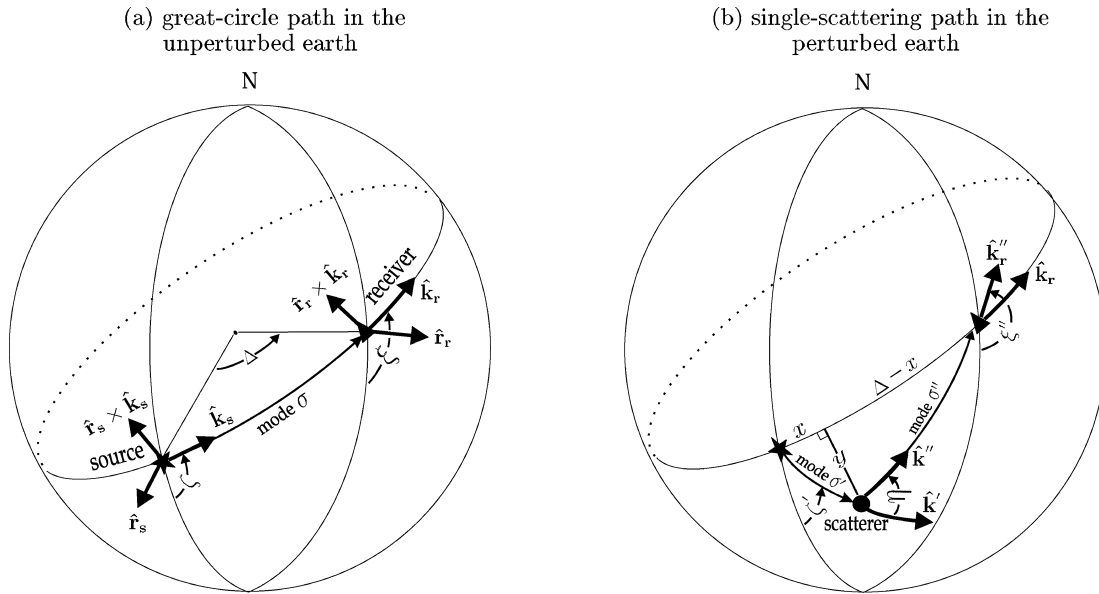 (a) great-circle path in the
unperturbed earth
N
r̂r × k̂r
receiver
k̂r
r̂r
ξ
Δ
r̂s × k̂s
k̂s
mode σ
source
ζ
r̂s
(b) single-scattering path in the
perturbed earth
N
k̂r″
k̂r
ξ″
Δ − x
x
mode σ″
y
mode σ′
k̂″
ζ′
k̂′
scatterer